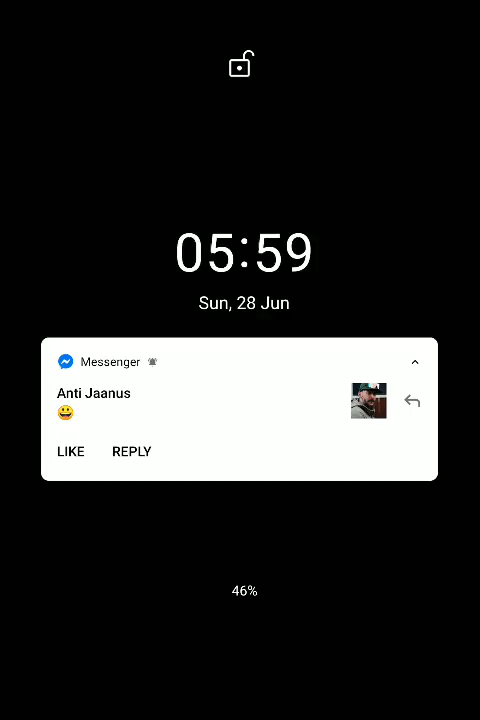 05:59
Sun, 28 Jun
Messenger
Anti Jaanus
😀
LIKE REPLY
46%